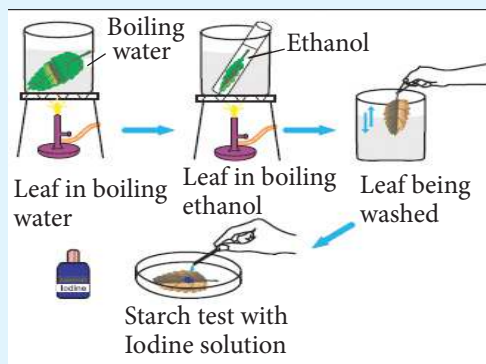 Boiling
water
Ethanol
Leaf in boiling
water
Leaf in boiling
ethanol
Leaf being
washed
Iodine
Starch test with
Iodine solution